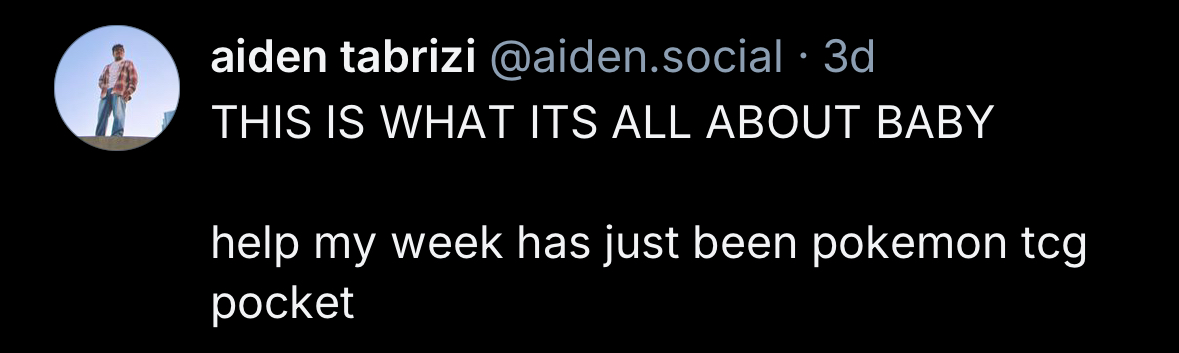 aiden tabrizi @aiden.social · 3d
THIS IS WHAT ITS ALL ABOUT BABY
help my week has just been pokemon tcg
pocket